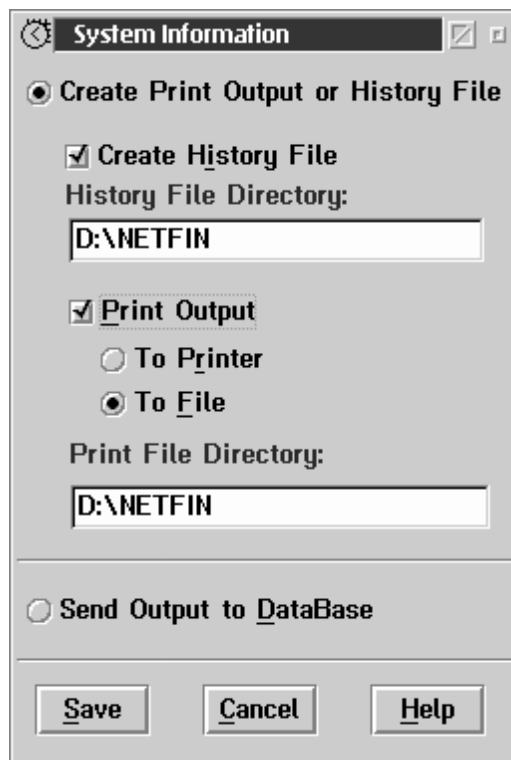 System Information
Create Print Output or History File
Create History File
History File Directory:
D:\NETFIN
Print Output
To Printer
To File
Print File Directory:
D:\NETFIN
Send Output to DataBase
Save Cancel Help